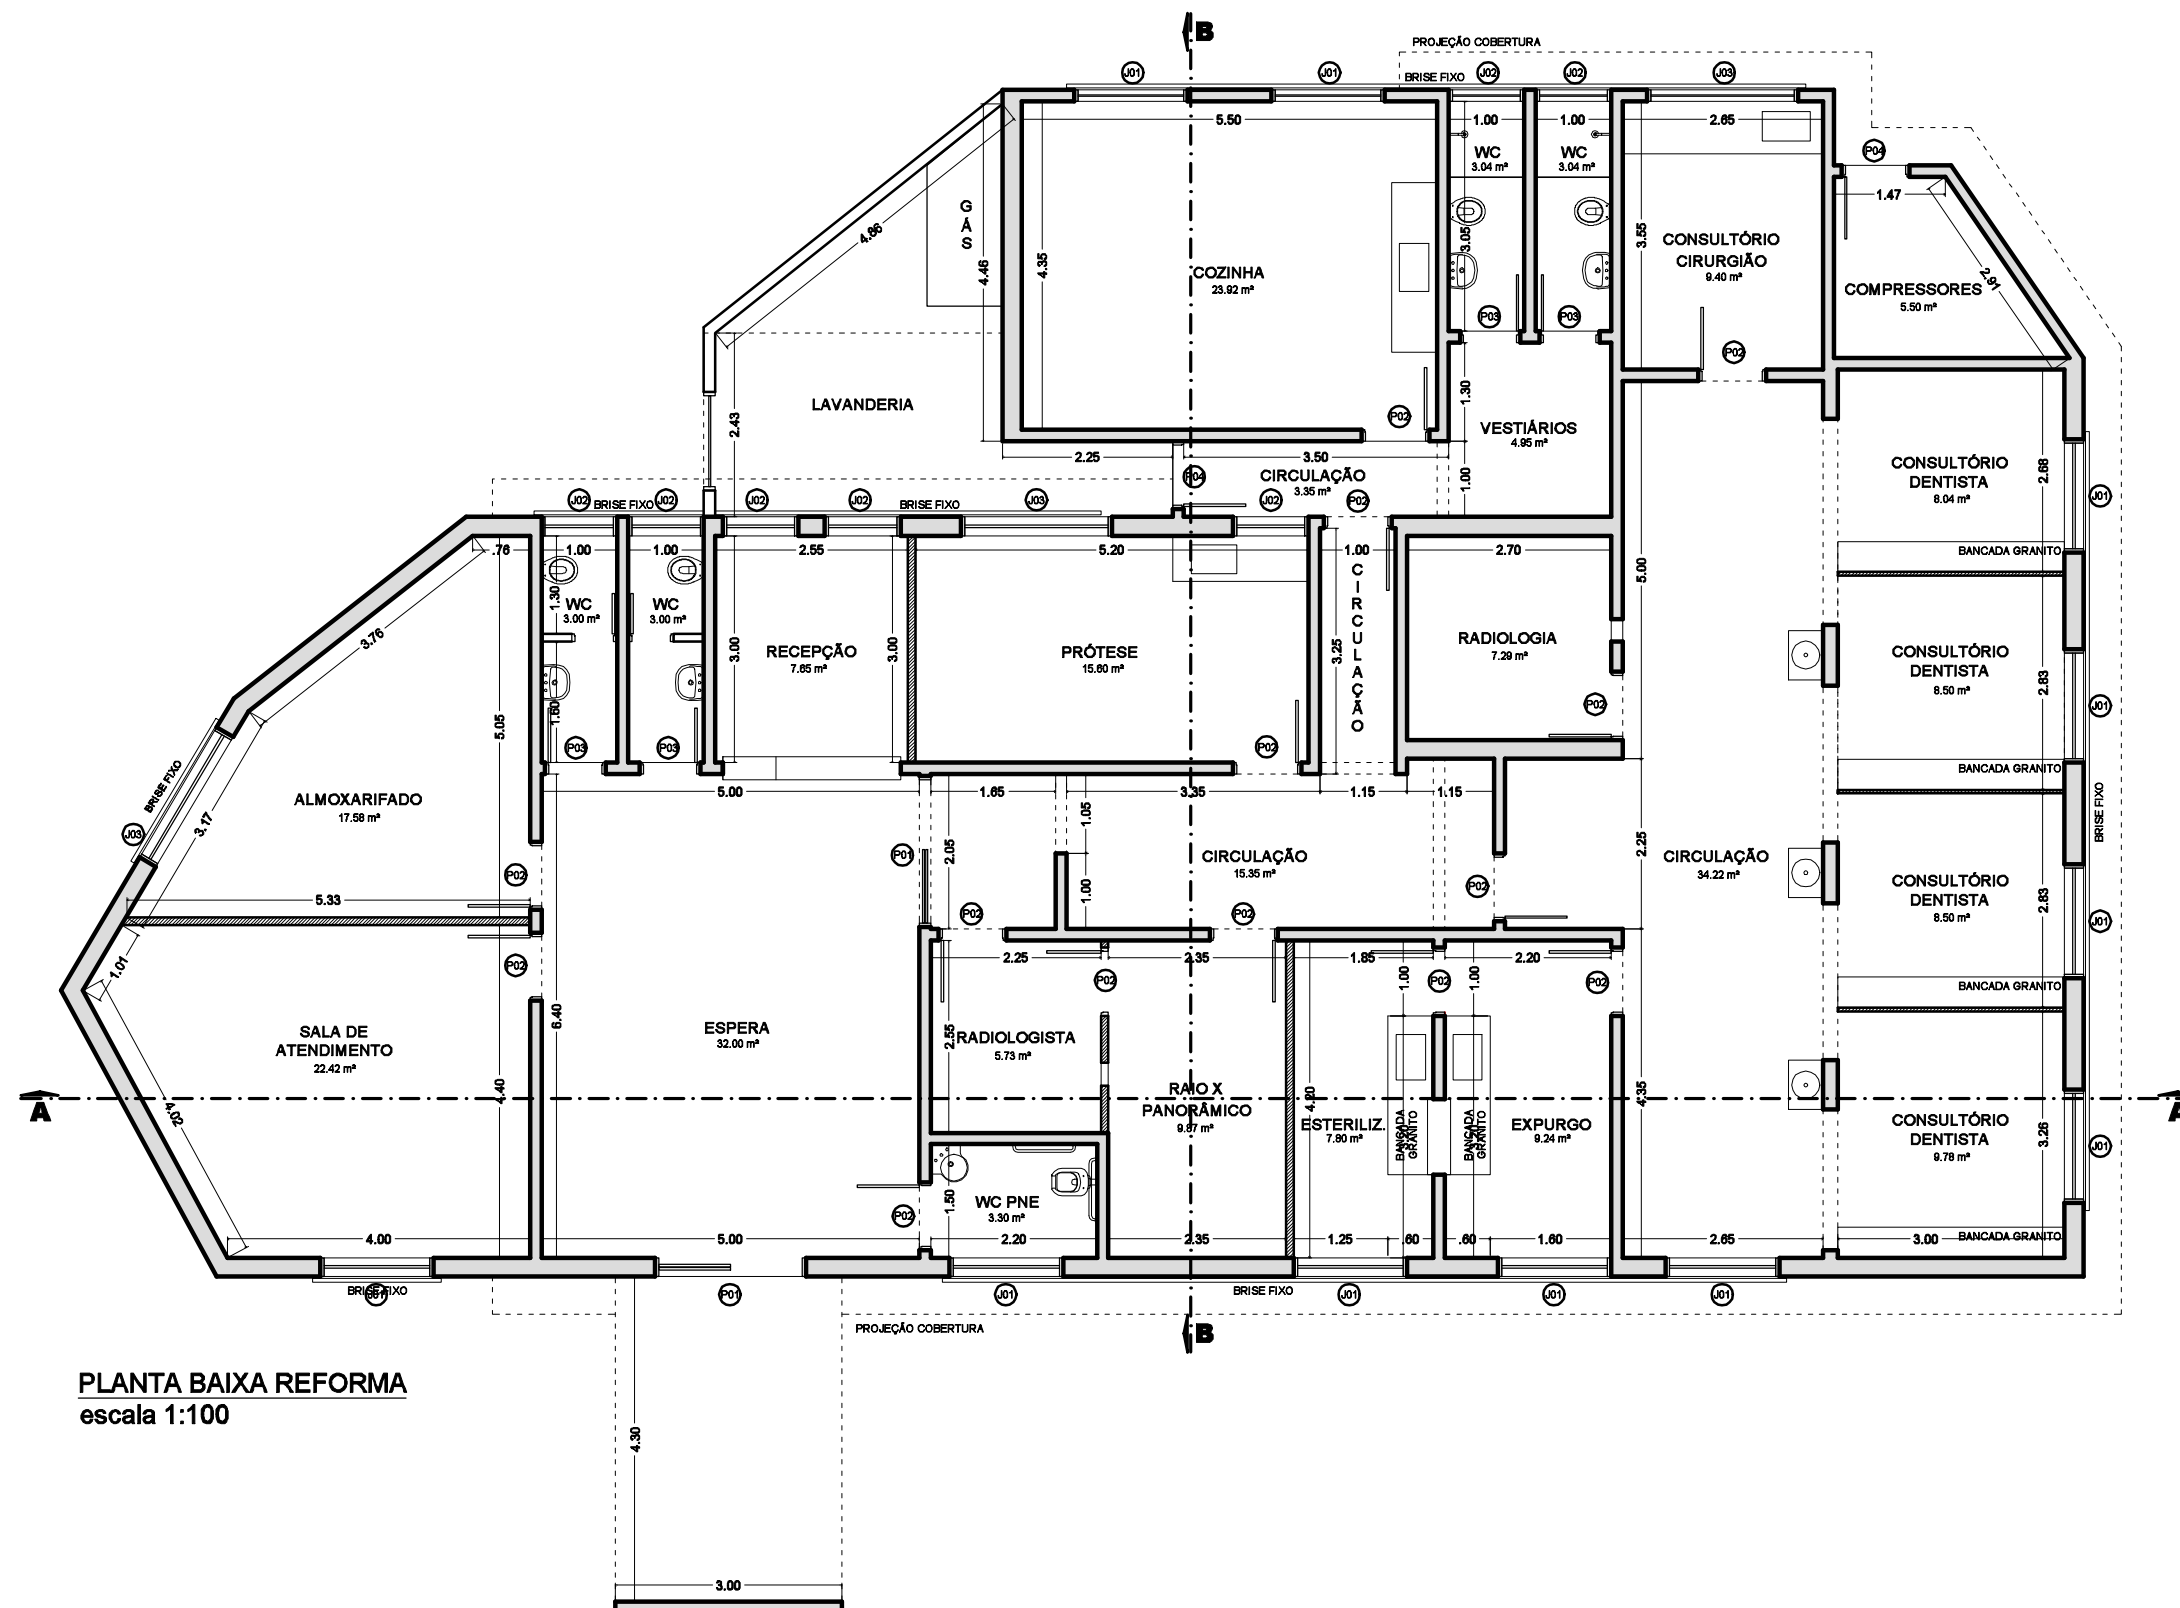 B
PROJEÇÃO COBERTURA
J01
J01
BRISE FIXO
J02
J02
J03
5.50
1.00
1.00
2.65
P04
WC
3.04 m²
WC
3.04 m²
1.47
GÁS
4.86
4.46
4.35
3.05
3.55
CONSULTÓRIO
CIRURGIÃO
9.40 m²
COZINHA
23.92 m²
2.91
COMPRESSORES
5.50 m²
P03
P03
P02
LAVANDERIA
2.43
1.30
P02
VESTIÁRIOS
4.95 m²
2.25
3.50
CIRCULAÇÃO
3.35 m²
1.00
P04
CONSULTÓRIO
DENTISTA
8.04 m²
2.68
J01
J02
BRISE FIXO
J02
J02
J02
BRISE FIXO
J03
J02
P02
.76
1.00
1.00
2.55
5.20
1.00
2.70
BANCADA GRANITO
CIRCULAÇÃO
5.00
1.30
WC
3.00 m²
WC
3.00 m²
3.76
3.00
RECEPÇÃO
7.65 m²
3.00
PRÓTESE
15.60 m²
3.25
RADIOLOGIA
7.29 m²
CONSULTÓRIO
DENTISTA
8.50 m²
2.83
J01
5.05
1.60
P03
P03
P02
P02
BANCADA GRANITO
BRISE FIXO
J03
3.17
ALMOXARIFADO
17.58 m²
5.00
1.65
3.35
1.15
1.15
1.05
BRISE FIXO
2.05
P01
CIRCULAÇÃO
15.35 m²
2.25
CIRCULAÇÃO
34.22 m²
P02
1.00
P02
5.33
P02
P02
CONSULTÓRIO
DENTISTA
8.50 m²
2.83
J01
1.01
P02
2.25
2.35
1.85
2.20
P02
1.00
P02
1.00
P02
BANCADA GRANITO
6.40
SALA DE
ATENDIMENTO
22.42 m²
ESPERA
32.00 m²
2.55
RADIOLOGISTA
5.73 m²
4.40
4.02
RAIO X
PANORÂMICO
9.87 m²
4.20
4.35
A
A
ESTERILIZ.
7.80 m²
BANCADA
GRANITO
BANCADA
GRANITO
EXPURGO
9.24 m²
CONSULTÓRIO
DENTISTA
9.78 m²
3.26
J01
1.50
WC PNE
3.30 m²
P02
4.00
5.00
2.20
2.35
1.25
.60
.60
1.60
2.65
3.00
BANCADA GRANITO
BRISE FIXO
J01
P01
J01
BRISE FIXO
J01
J01
J01
PROJEÇÃO COBERTURA
B
PLANTA BAIXA REFORMA
escala 1:100
4.30
3.00